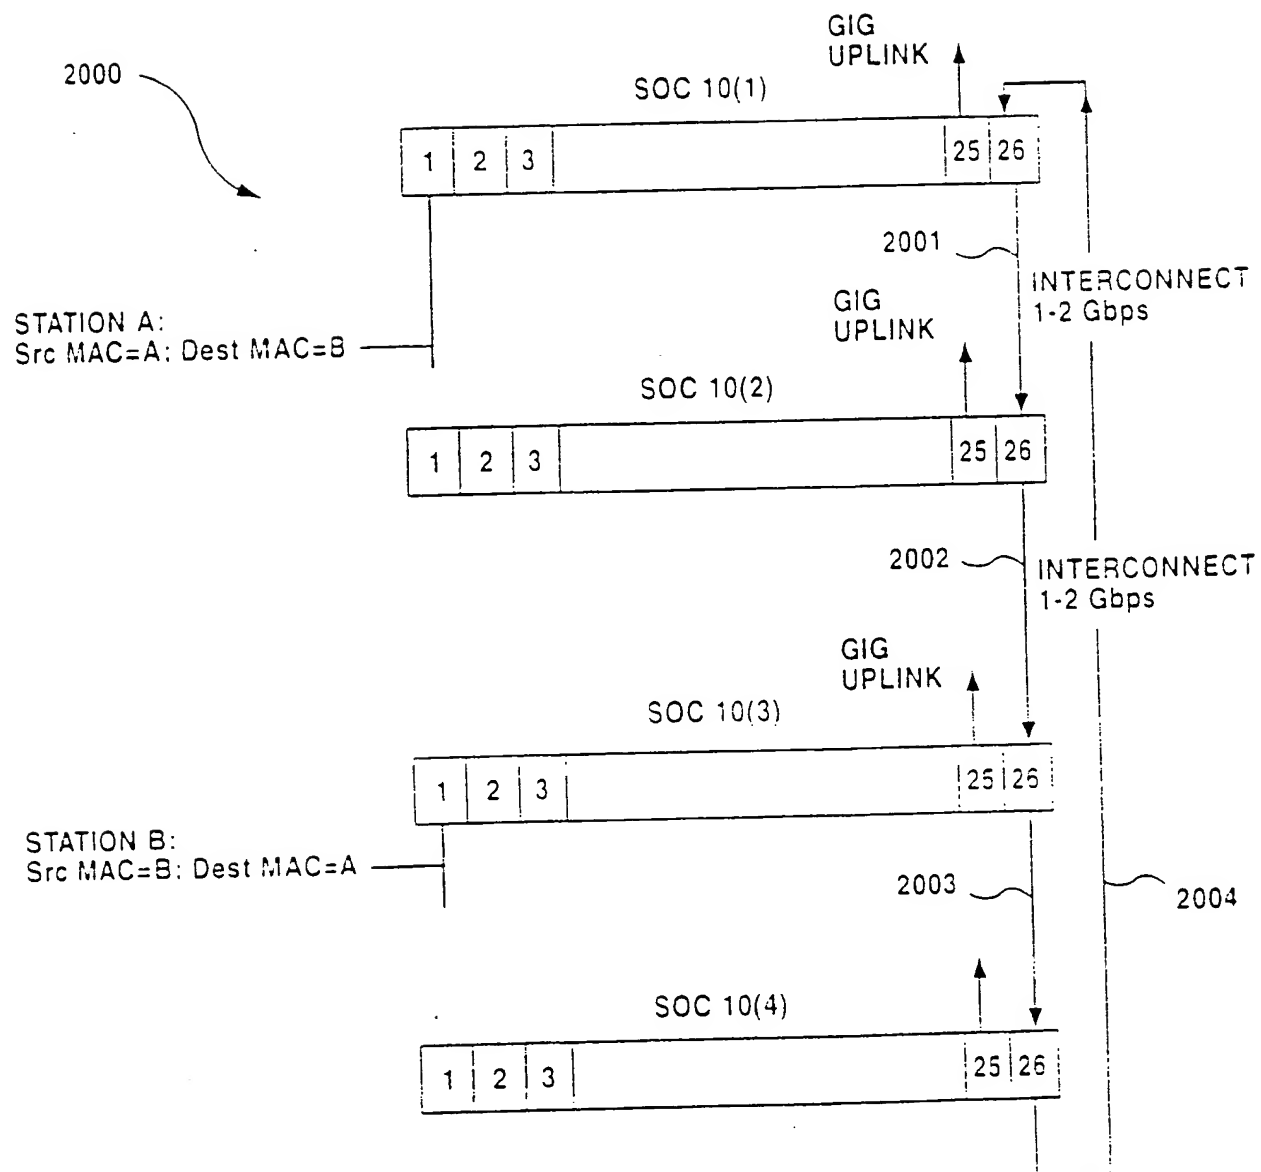 GIG
UPLINK
2000
SOC 10(1)
1 2 3 25 26
2001
INTERCONNECT
1-2 Gbps
GIG
UPLINK
STATION A:
Src MAC=A; Dest MAC=B
SOC 10(2)
1 2 3 25 26
2002
INTERCONNECT
1-2 Gbps
GIG
UPLINK
SOC 10(3)
1 2 3 25 26
STATION B:
Src MAC=B; Dest MAC=A
2003
2004
SOC 10(4)
1 2 3 25 26